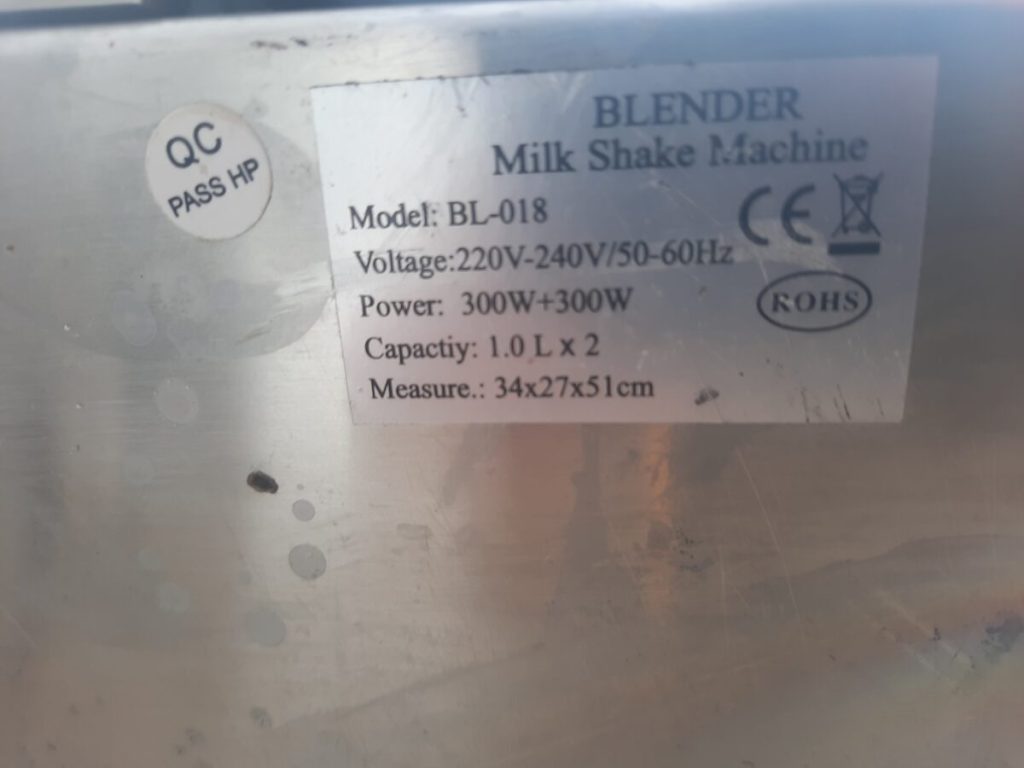 QC
PASS HP
BLENDER
Milk Shake Machine
Model: BL-018
Voltage:220V-240V/50-60Hz
Power: 300W+300W
Capactiy: 1.0 L x 2
Measure.: 34x27x51cm
CE
ROHS